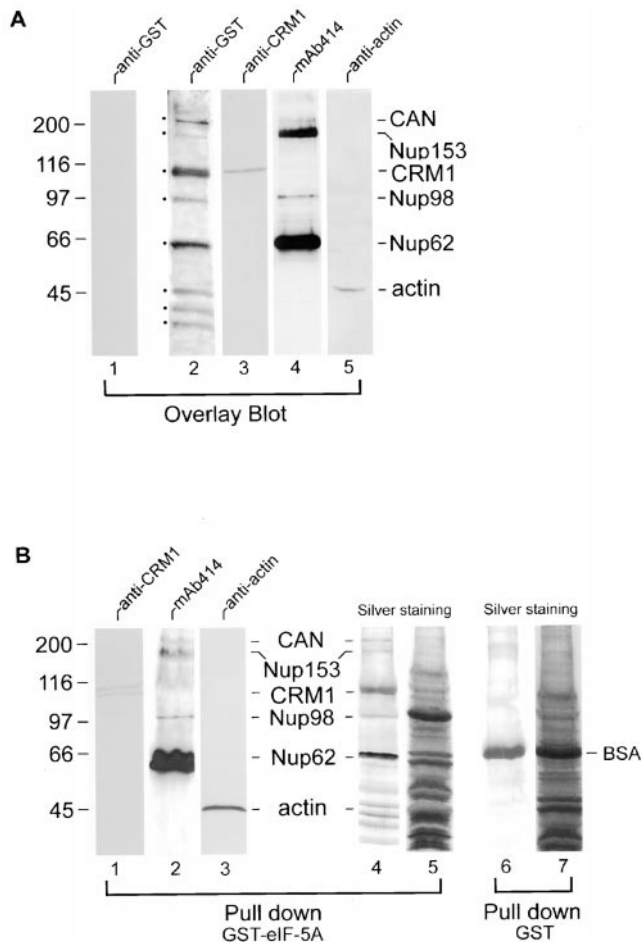 A
anti-GST
anti-GST
anti-CRM1
mAb414
anti-actin
200
116
97
66
45
CAN
Nup153
CRM1
Nup98
Nup62
actin
1 2 3 4 5
Overlay Blot
B
anti-CRM1
mAb414
anti-actin
Silver staining
Silver staining
200
116
97
66
45
CAN
Nup153
CRM1
Nup98
Nup62
actin
BSA
1 2 3 4 5 6 7
Pull down
GST-eIF-5A
Pull down
GST